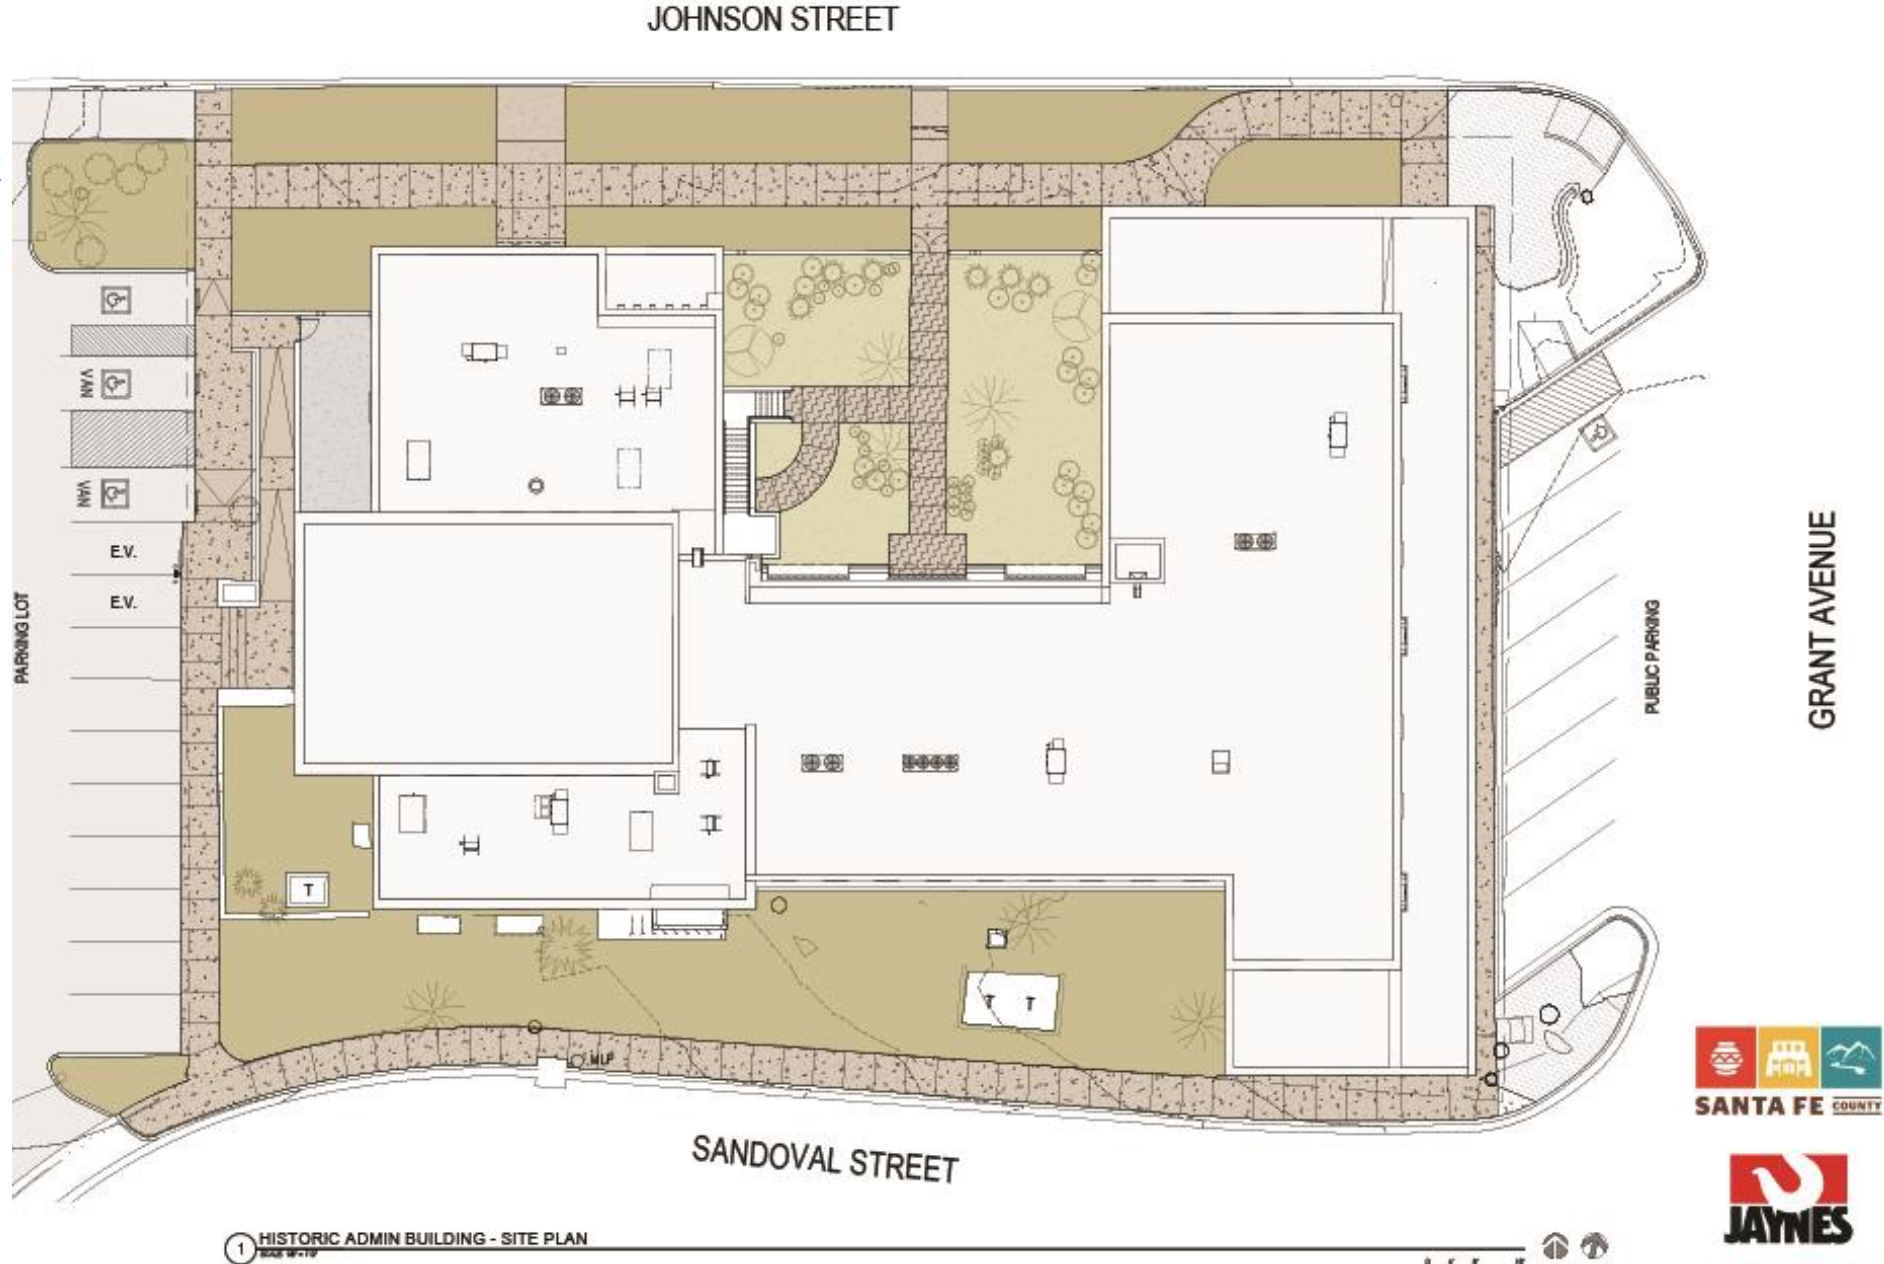 JOHNSON STREET
VAN
VAN
E.V.
E.V.
PARKING LOT
PUBLIC PARKING
GRANT AVENUE
T
T T
SANDOVAL STREET
SANTA FE COUNTY
JAYNES
1 HISTORIC ADMIN BUILDING - SITE PLAN